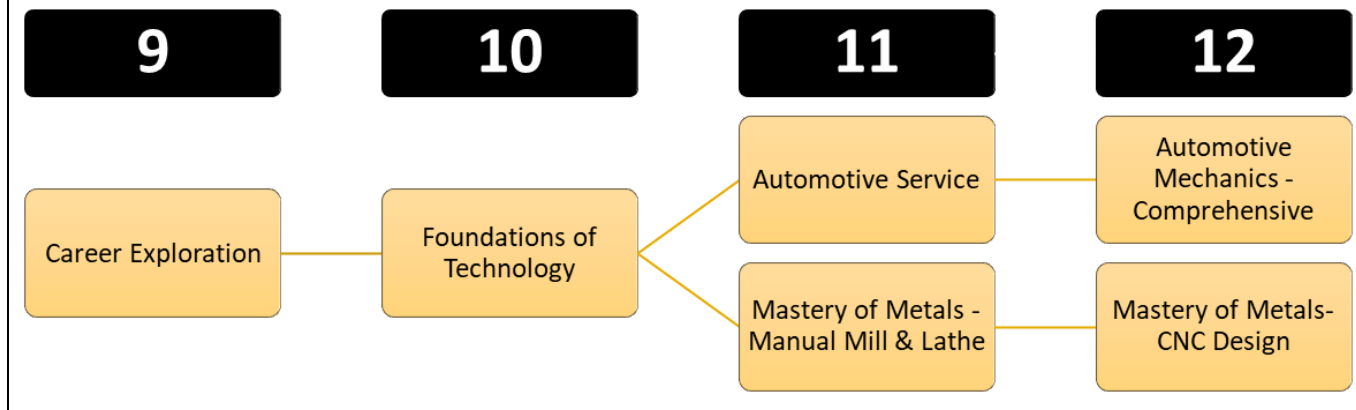 9
10
11
12
Career Exploration
Foundations of
Technology
Automotive Service
Automotive
Mechanics -
Comprehensive
Mastery of Metals -
Manual Mill & Lathe
Mastery of Metals-
CNC Design